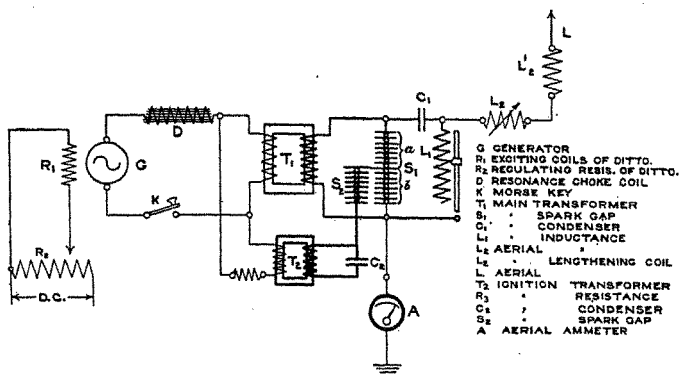 L
L'2
C1
L2
D
R1
G
T1
a
S1
b
L1
S2
K
R2
T2
C2
D.C.
A
G GENERATOR
R1 EXCITING COILS OF DITTO.
R2 REGULATING RESIS. OF DITTO.
D RESONANCE CHOKE COIL
K MORSE KEY
T1 MAIN TRANSFORMER
S1 " SPARK GAP
C1 " CONDENSER
L1 " INDUCTANCE
L2 AERIAL "
L2 " LENGTHENING COIL
L AERIAL
T2 IGNITION TRANSFORMER
R3 " RESISTANCE
C2 " CONDENSER
S2 " SPARK GAP
A AERIAL AMMETER